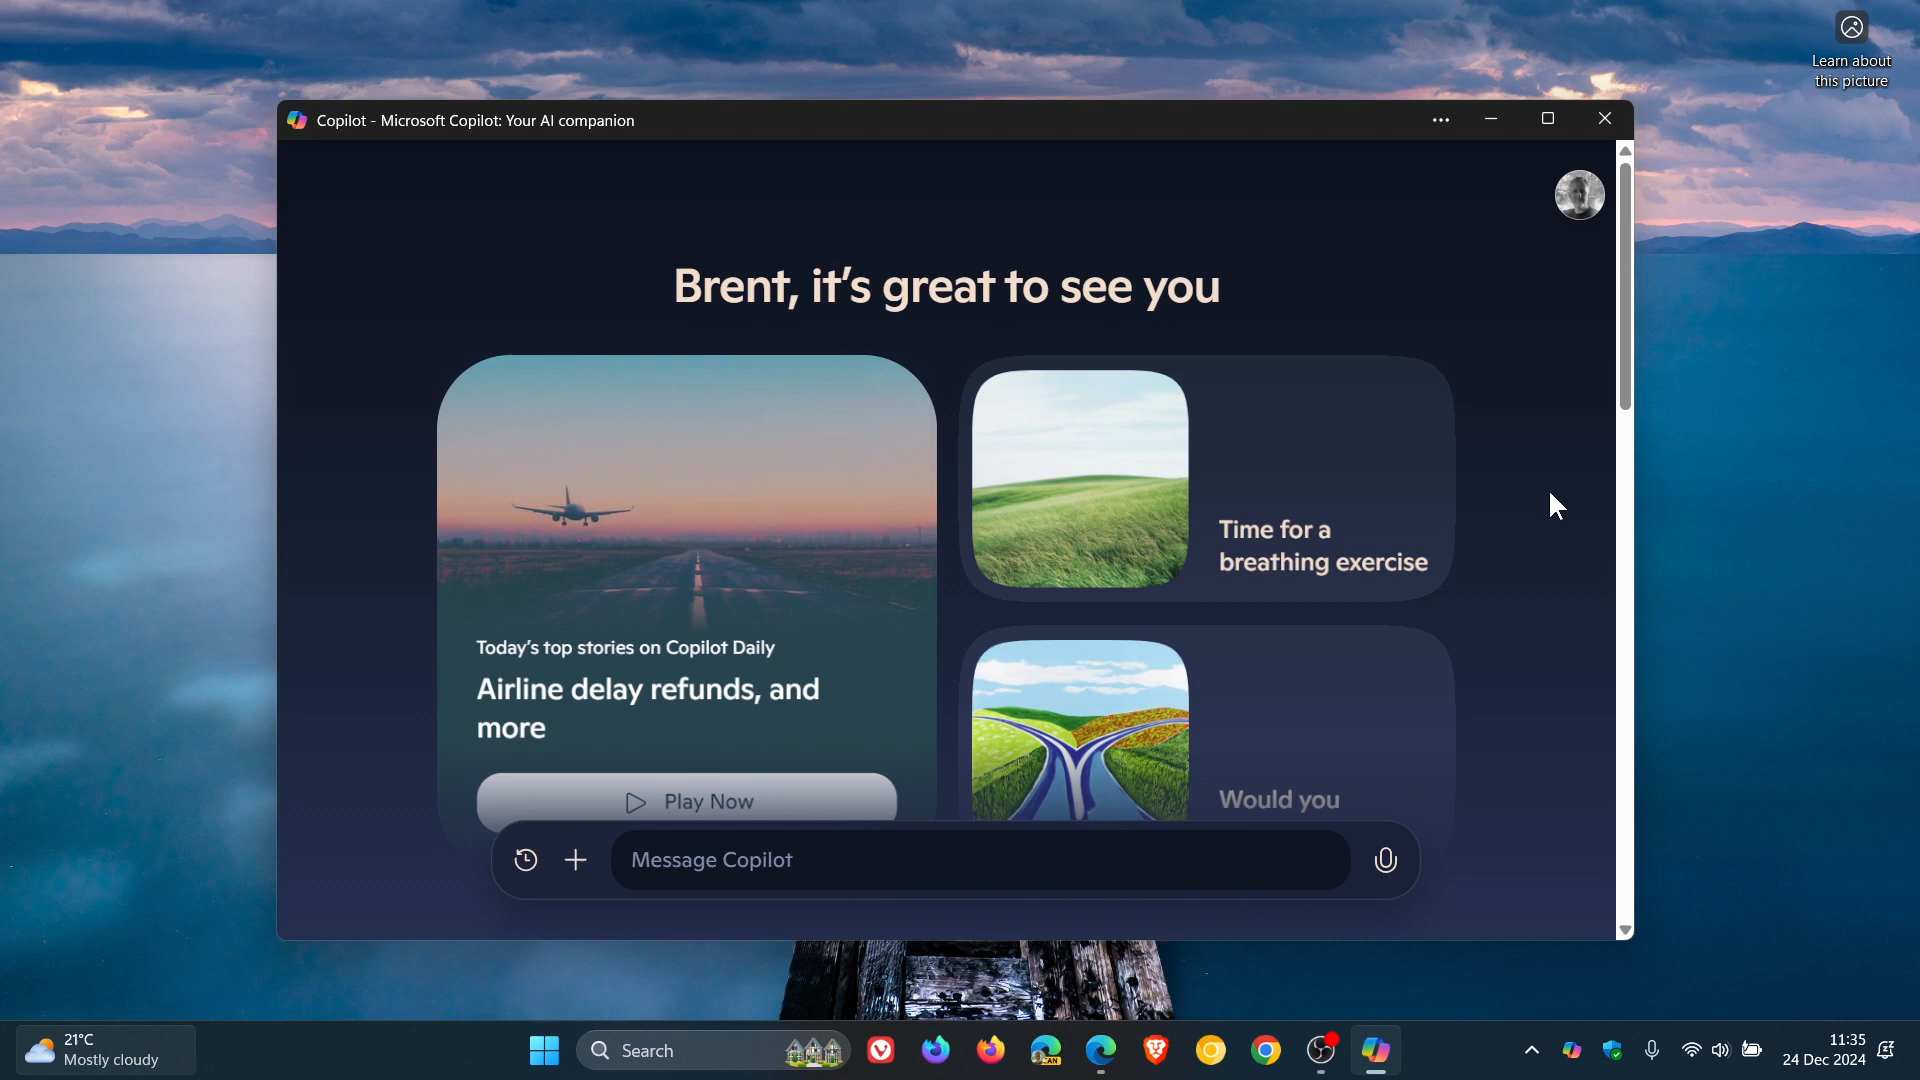 Learn about
this picture
Copilot - Microsoft Copilot: Your AI companion
Brent, it's great to see you
Time for a
breathing exercise
Today's top stories on Copilot Daily
Airline delay refunds, and
more
Play Now
Would you
Message Copilot
21°C
Mostly cloudy
Search
CAN
11:35
24 Dec 2024